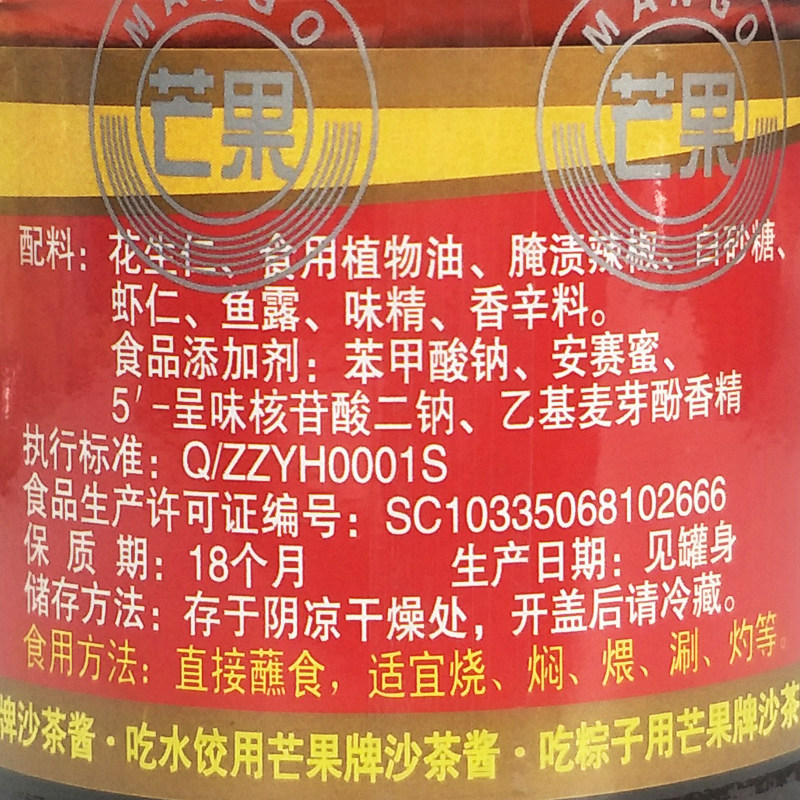 MANGO MANGO
芒果 芒果
配料：花生仁、食用植物油、腌渍辣椒、白砂糖、
虾仁、鱼露、味精、香辛料。
食品添加剂：苯甲酸钠、安赛蜜、
5′-呈味核苷酸二钠、乙基麦芽酚香精
执行标准：Q/ZZYH0001S
食品生产许可证编号：SC10335068102666
保质期：18个月 生产日期：见罐身
储存方法：存于阴凉干燥处，开盖后请冷藏。
食用方法：直接蘸食，适宜烧、焖、煨、涮、灼等。
牌沙茶酱·吃水饺用芒果牌沙茶酱·吃粽子用芒果牌沙茶